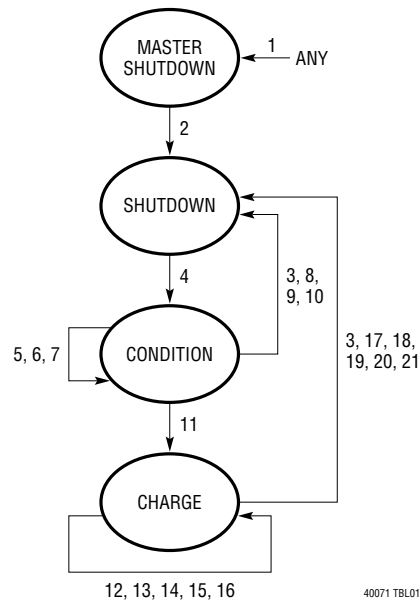 MASTER
SHUTDOWN
1
ANY
2
SHUTDOWN
4
3, 8,
9, 10
5, 6, 7
CONDITION
3, 17, 18,
19, 20, 21
11
CHARGE
12, 13, 14, 15, 16
40071 TBL01